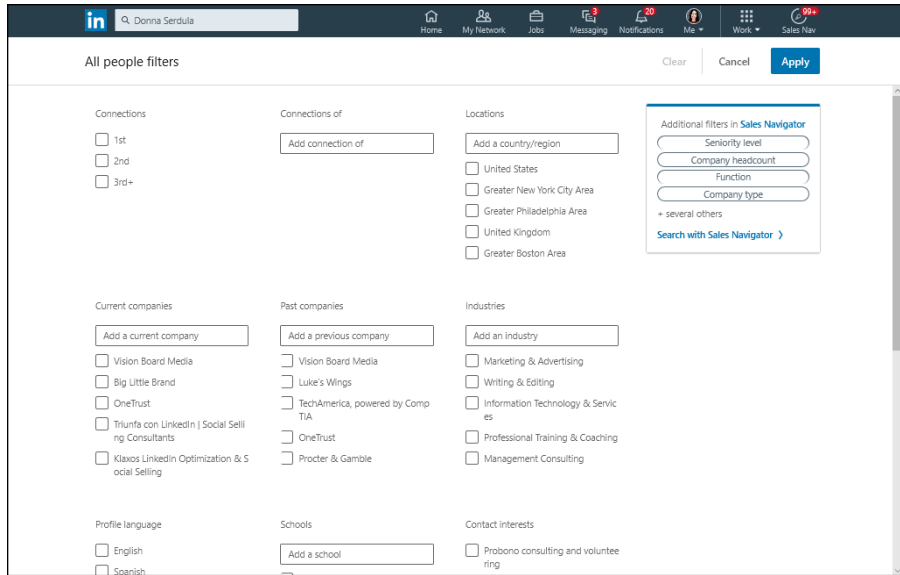 in
Donna Serdula
Home
My Network
Jobs
3
Messaging
20
Notifications
Me
Work
99+
Sales Nav
All people filters
Clear
Cancel
Apply
Connections
1st
2nd
3rd+
Connections of
Add connection of
Locations
Add a country/region
United States
Greater New York City Area
Greater Philadelphia Area
United Kingdom
Greater Boston Area
Additional filters in Sales Navigator
Seniority level
Company headcount
Function
Company type
+ several others
Search with Sales Navigator
Current companies
Add a current company
Vision Board Media
Big Little Brand
OneTrust
Triunfa con LinkedIn | Social Selli
ng Consultants
Klaxos LinkedIn Optimization & S
ocial Selling
Past companies
Add a previous company
Vision Board Media
Luke's Wings
TechAmerica, powered by Comp
TIA
OneTrust
Procter & Gamble
Industries
Add an industry
Marketing & Advertising
Writing & Editing
Information Technology & Servic
es
Professional Training & Coaching
Management Consulting
Profile language
English
Spanish
Schools
Add a school
Contact interests
Probono consulting and voluntee
ring